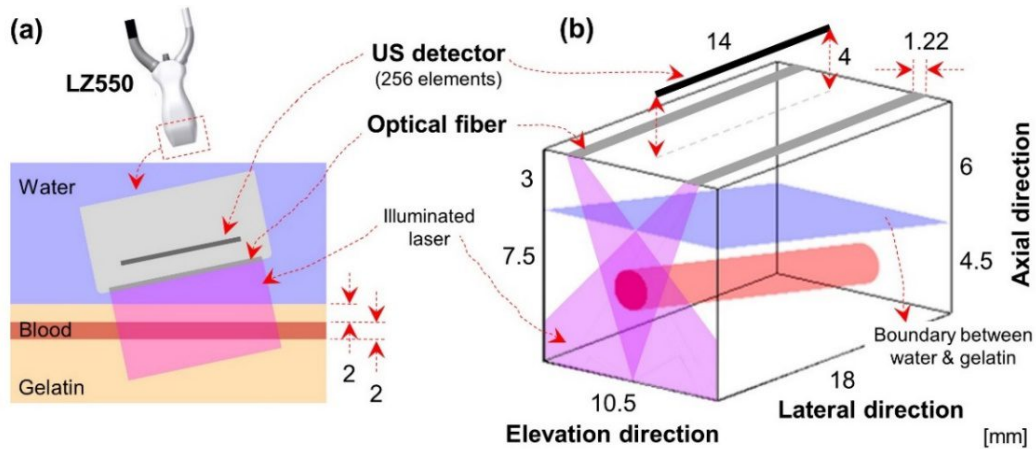 (a)
LZ550
US detector
(256 elements)
Optical fiber
Illuminated
laser
Water
Blood
Gelatin
2
2
(b)
14
4
1.22
3
7.5
6
4.5
Axial direction
Boundary between
water & gelatin
18
Lateral direction
10.5
Elevation direction
[mm]